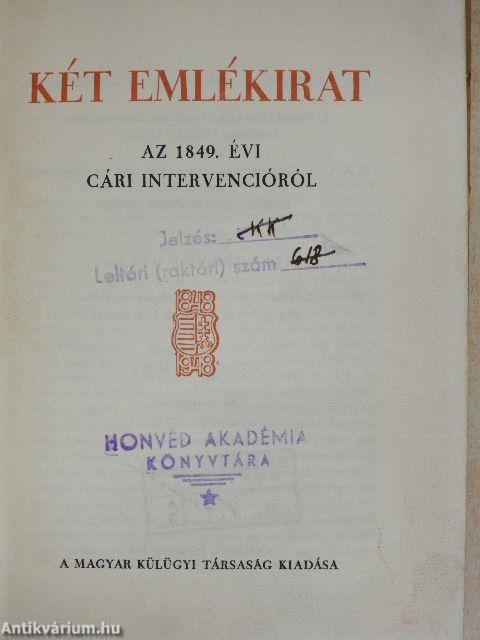 KÉT EMLÉKIRAT
AZ 1849. ÉVI
CÁRI INTERVENCIÓRÓL
Jelzés: KK
Leltári (raktári) szám 618
1848
1948
HONVÉD AKADÉMIA
KÖNYVTÁRA
A MAGYAR KÜLÜGYI TÁRSASÁG KIADÁSA
Antikvárium.hu